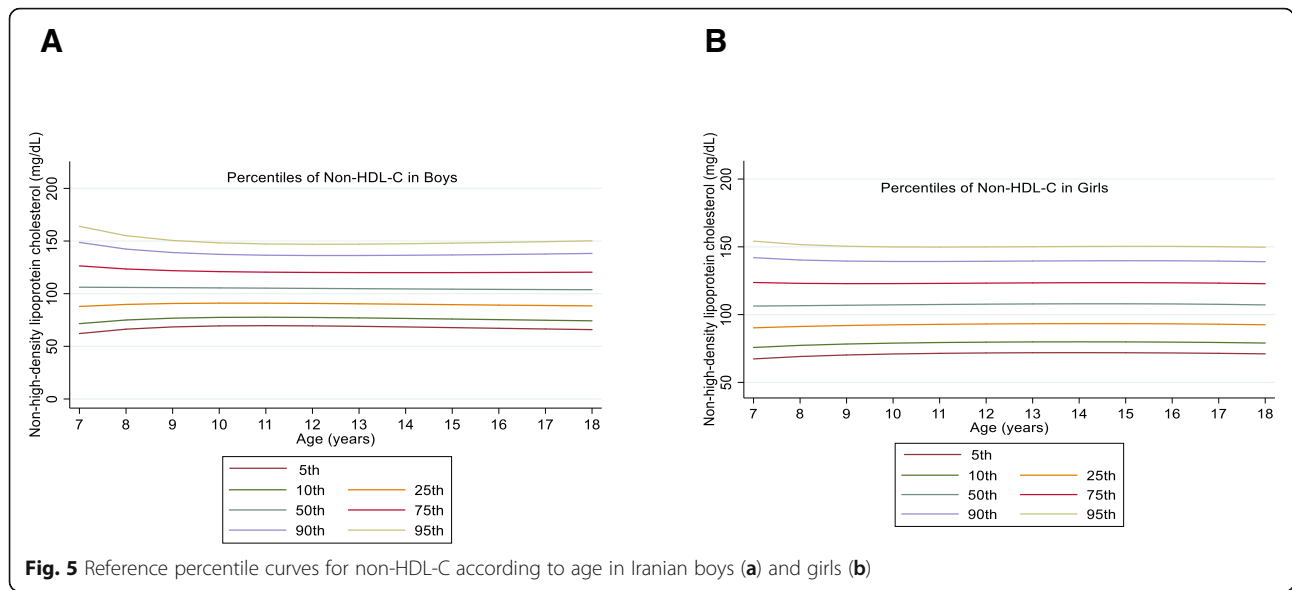 A
Non-high-density lipoprotein cholesterol (mg/dL)
Percentiles of Non-HDL-C in Boys
200
150
100
50
0
7 8 9 10 11 12 13 14 15 16 17 18
Age (years)
5th
10th 25th
50th 75th
90th 95th
B
Non-high-density lipoprotein cholesterol (mg/dL)
Percentiles of Non-HDL-C in Girls
200
150
100
50
7 8 9 10 11 12 13 14 15 16 17 18
Age (years)
5th
10th 25th
50th 75th
90th 95th
Fig. 5 Reference percentile curves for non-HDL-C according to age in Iranian boys (a) and girls (b)